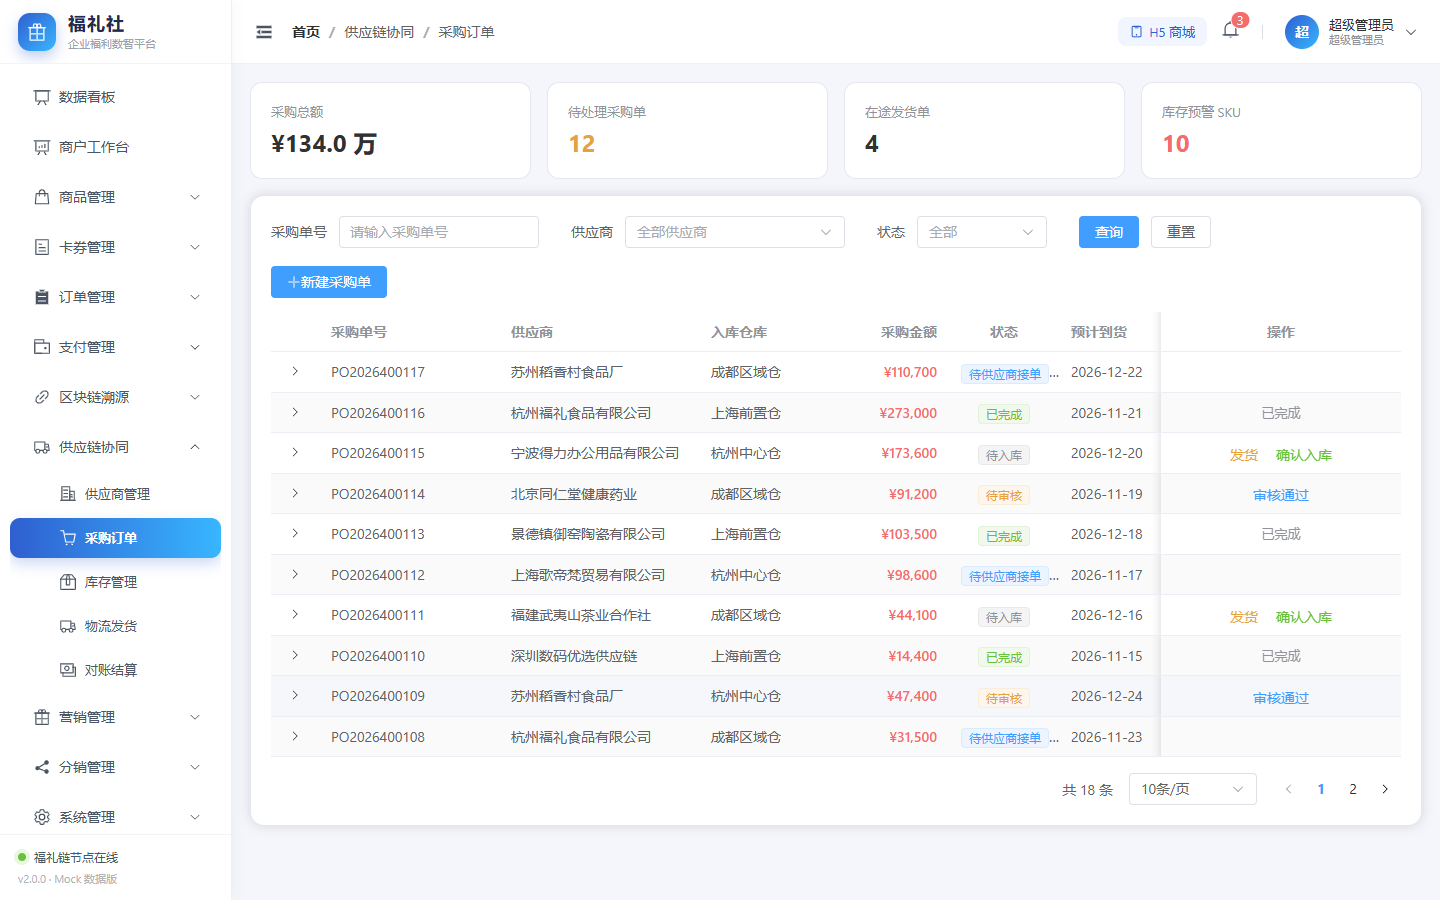 福礼社
企业福利数智平台
首页 / 供应链协同 / 采购订单
H5 商城
3
超
超级管理员
超级管理员
数据看板
商户工作台
商品管理
卡券管理
订单管理
支付管理
区块链溯源
供应链协同
供应商管理
采购订单
库存管理
物流发货
对账结算
营销管理
分销管理
系统管理
福礼链节点在线
v2.0.0 · Mock 数据版
采购总额
¥134.0 万
待处理采购单
12
在途发货单
4
库存预警 SKU
10
采购单号 请输入采购单号 供应商 全部供应商 状态 全部 查询 重置
新建采购单
采购单号 供应商 入库仓库 采购金额 状态 预计到货 操作
PO2026400117 苏州稻香村食品厂 成都区域仓 ¥110,700 待供应商接单 ... 2026-12-22
PO2026400116 杭州福礼食品有限公司 上海前置仓 ¥273,000 已完成 2026-11-21 已完成
PO2026400115 宁波得力办公用品有限公司 杭州中心仓 ¥173,600 待入库 2026-12-20 发货 确认入库
PO2026400114 北京同仁堂健康药业 成都区域仓 ¥91,200 待审核 2026-11-19 审核通过
PO2026400113 景德镇御窑陶瓷有限公司 上海前置仓 ¥103,500 已完成 2026-12-18 已完成
PO2026400112 上海歌帝梵贸易有限公司 杭州中心仓 ¥98,600 待供应商接单 ... 2026-11-17
PO2026400111 福建武夷山茶业合作社 成都区域仓 ¥44,100 待入库 2026-12-16 发货 确认入库
PO2026400110 深圳数码优选供应链 上海前置仓 ¥14,400 已完成 2026-11-15 已完成
PO2026400109 苏州稻香村食品厂 杭州中心仓 ¥47,400 待审核 2026-12-24 审核通过
PO2026400108 杭州福礼食品有限公司 成都区域仓 ¥31,500 待供应商接单 ... 2026-11-23
共 18 条 10条/页 1 2